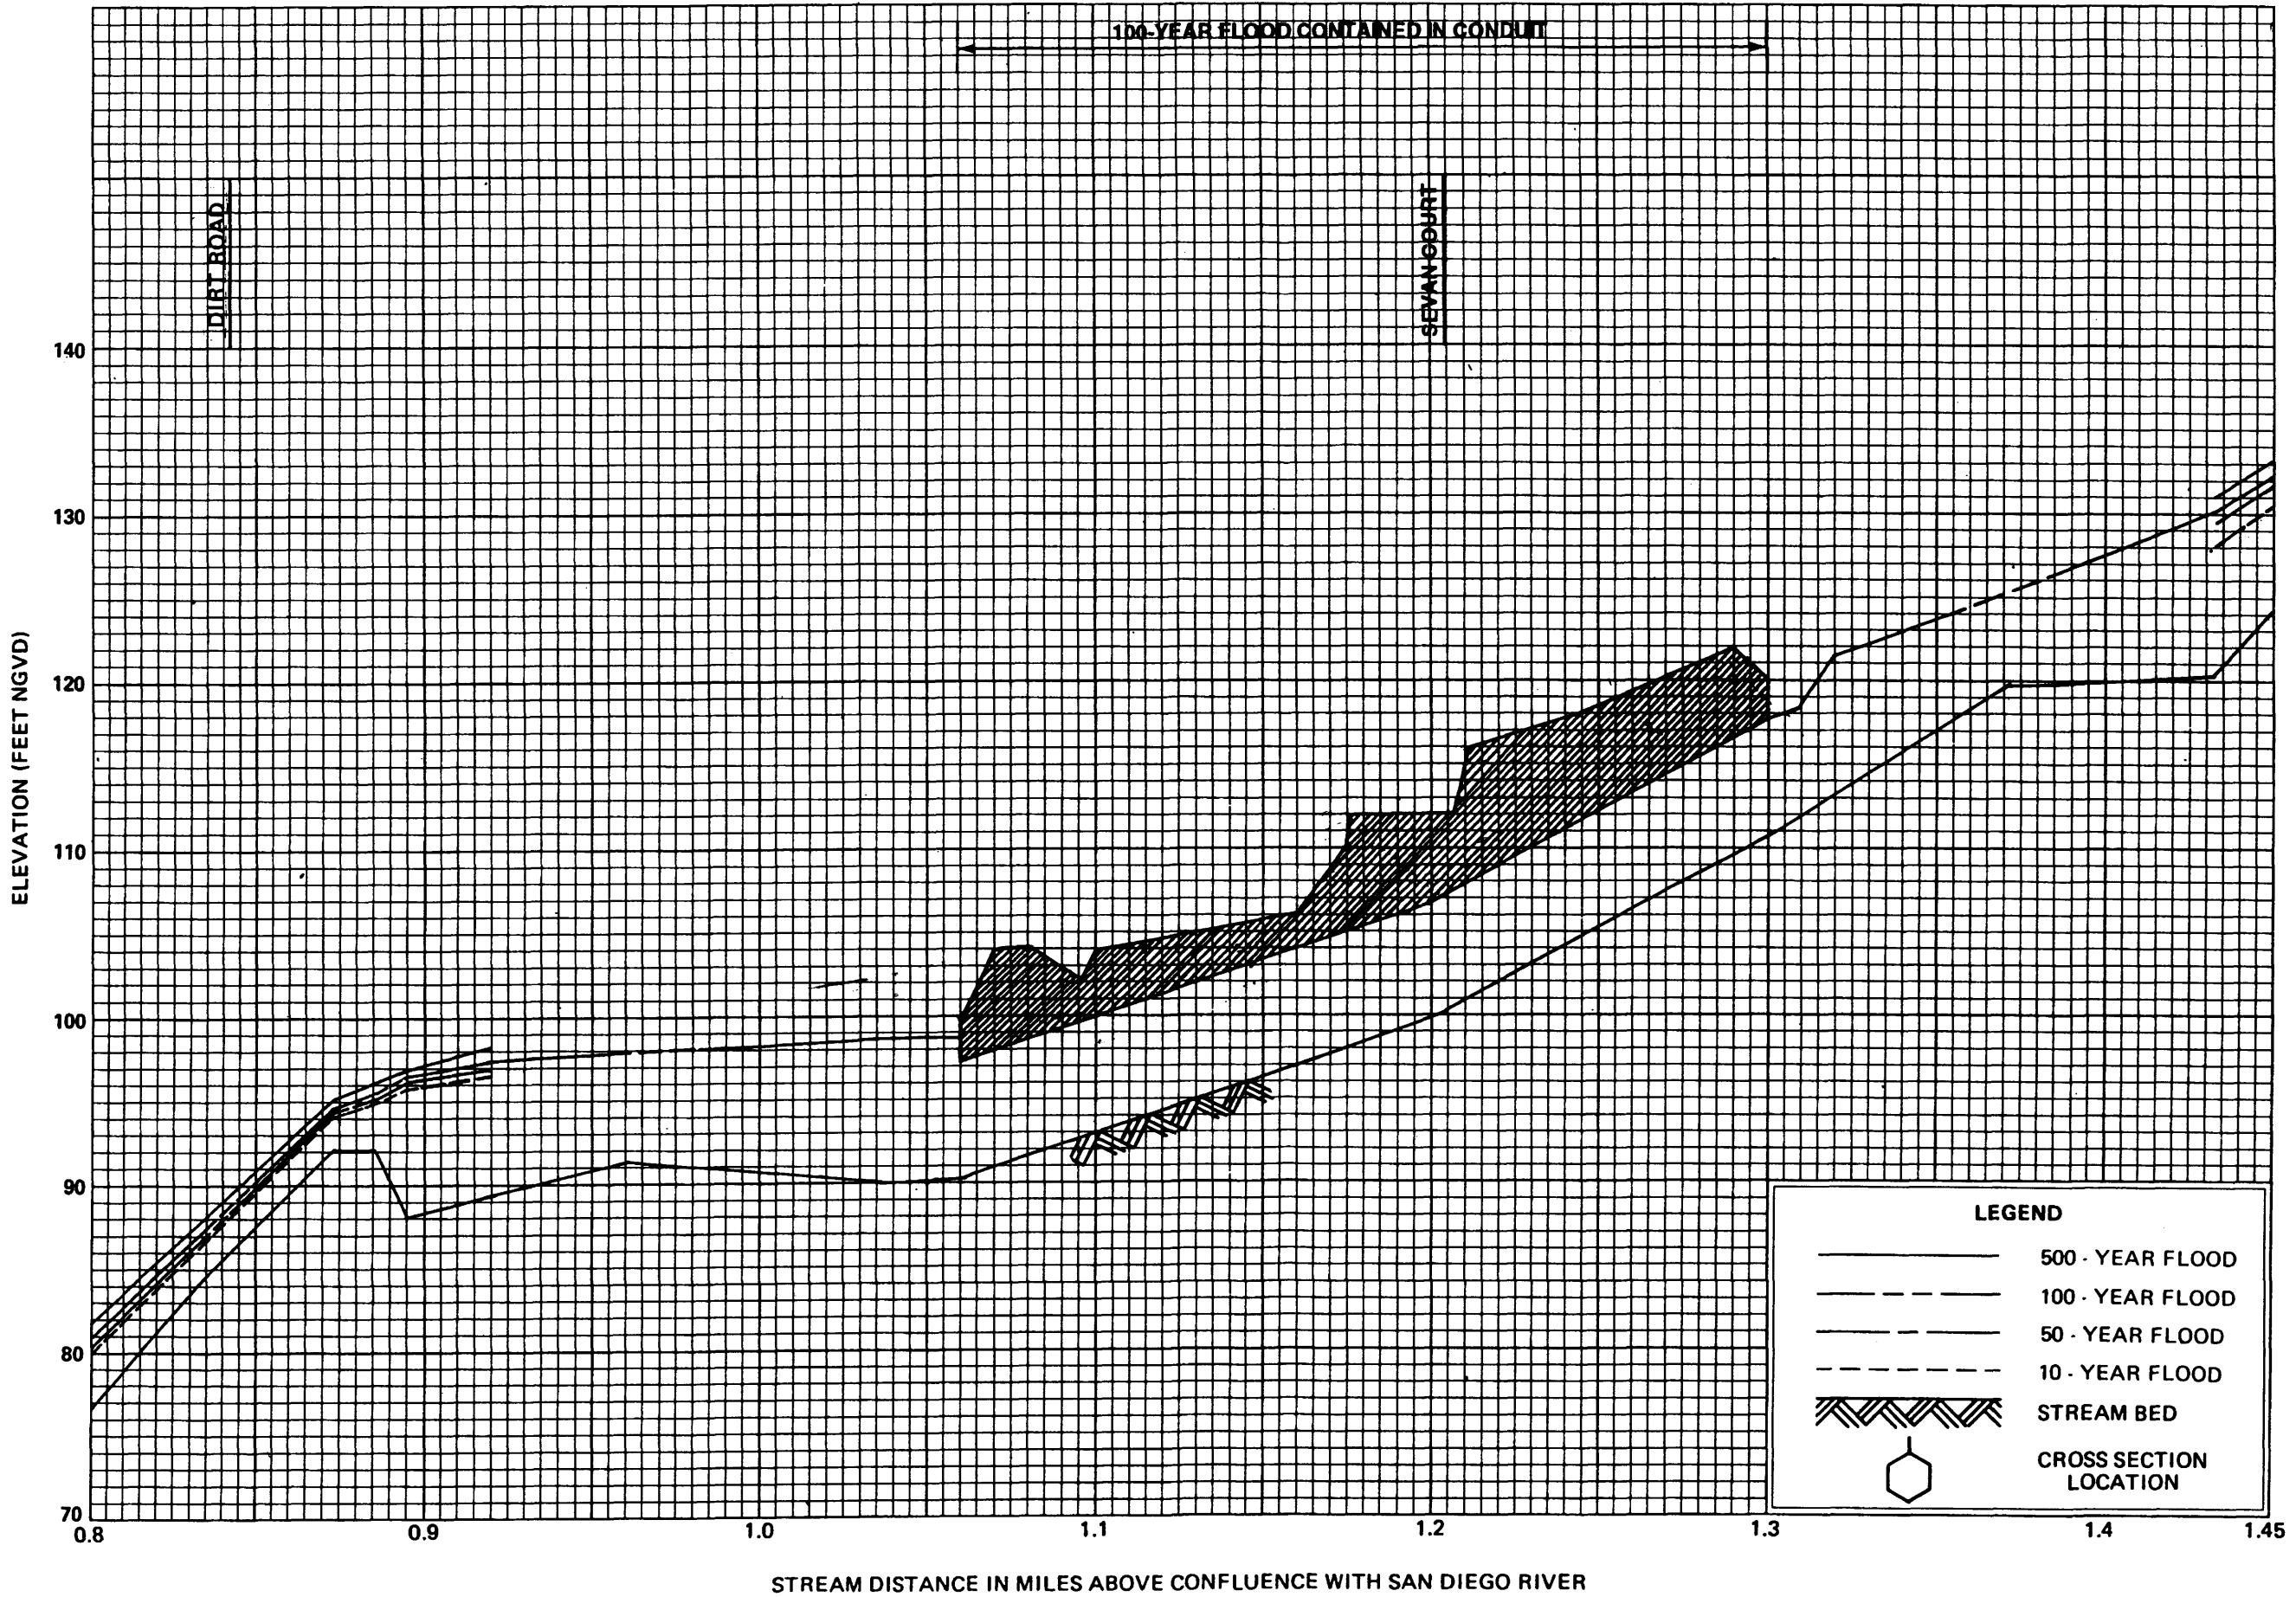 100-YEAR FLOOD CONTAINED IN CONDUIT
DIRT ROAD
SEVAN COURT
ELEVATION (FEET NGVD)
140
130
120
110
100
90
80
70
0.8
0.9
1.0
1.1
1.2
1.3
1.4
1.45
STREAM DISTANCE IN MILES ABOVE CONFLUENCE WITH SAN DIEGO RIVER
LEGEND
500 - YEAR FLOOD
100 - YEAR FLOOD
50 - YEAR FLOOD
10 - YEAR FLOOD
STREAM BED
CROSS SECTION
LOCATION